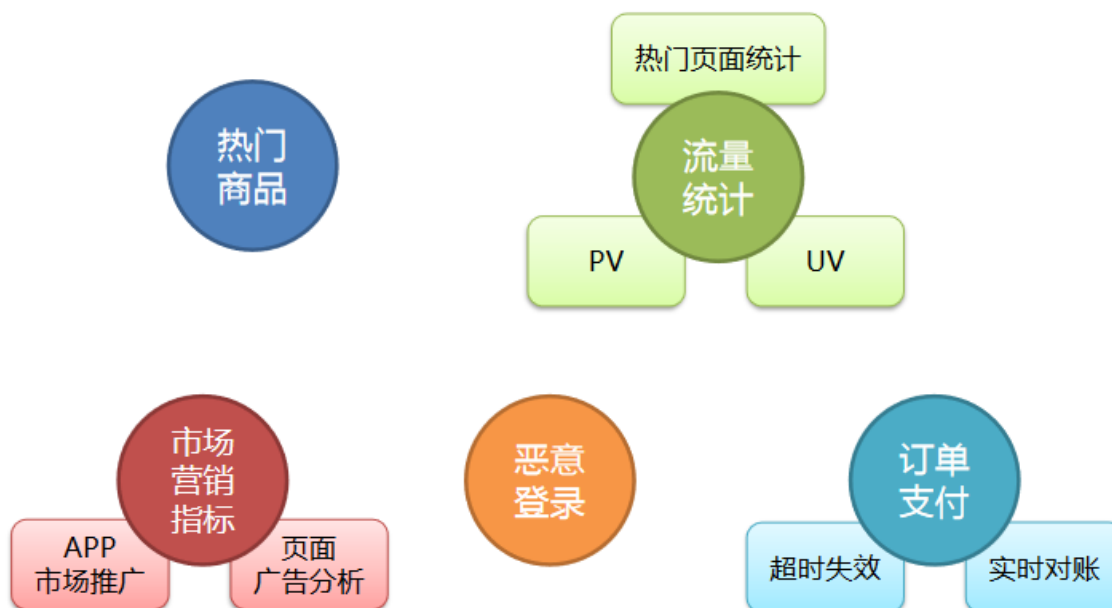 热门页面统计
热门
商品
流量
统计
PV
UV
市场
营销
指标
APP
市场推广
页面
广告分析
恶意
登录
订单
支付
超时失效
实时对账